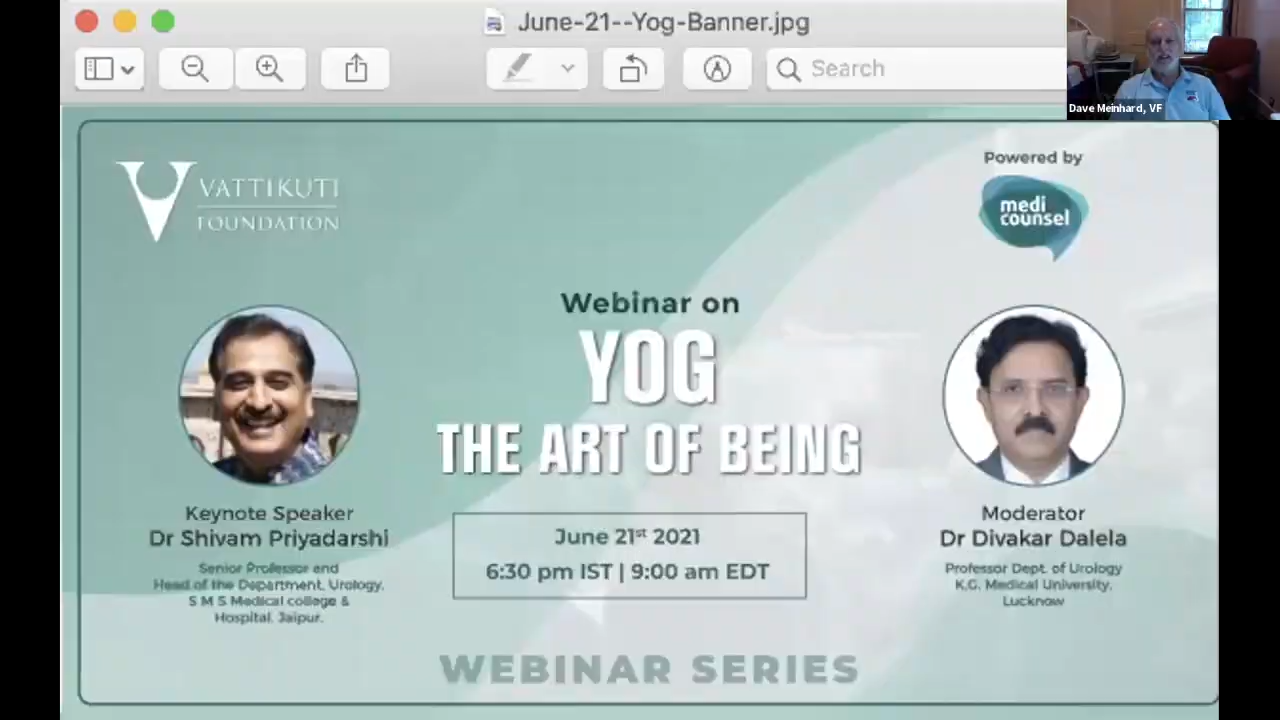 June-21--Yog-Banner.jpg
Search
Dave Meinhard, VF
VATTIKUTI
FOUNDATION
Powered by
medi
counsel
Webinar on
YOG
THE ART OF BEING
Keynote Speaker
Dr Shivam Priyadarshi
Senior Professor and
Head of the Department, Urology,
S M S Medical college &
Hospital, Jaipur.
June 21st 2021
6:30 pm IST | 9:00 am EDT
Moderator
Dr Divakar Dalela
Professor Dept. of Urology
K.G. Medical University,
Lucknow
WEBINAR SERIES